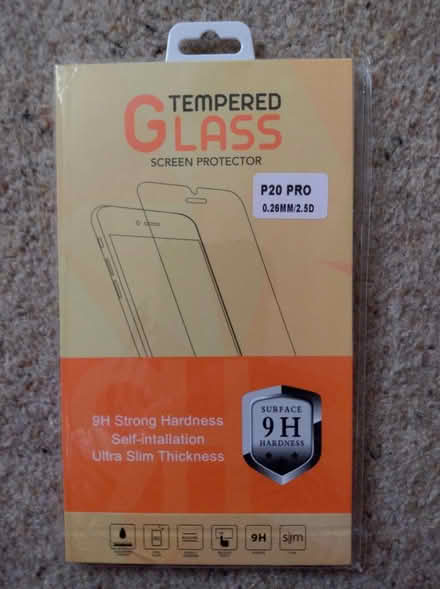 TEMPERED
GLASS
SCREEN PROTECTOR
P20 PRO
0.26MM/2.5D
9H Strong Hardness
Self-intallation
Ultra Slim Thickness
SURFACE
9H
HARDNESS
9H
slim